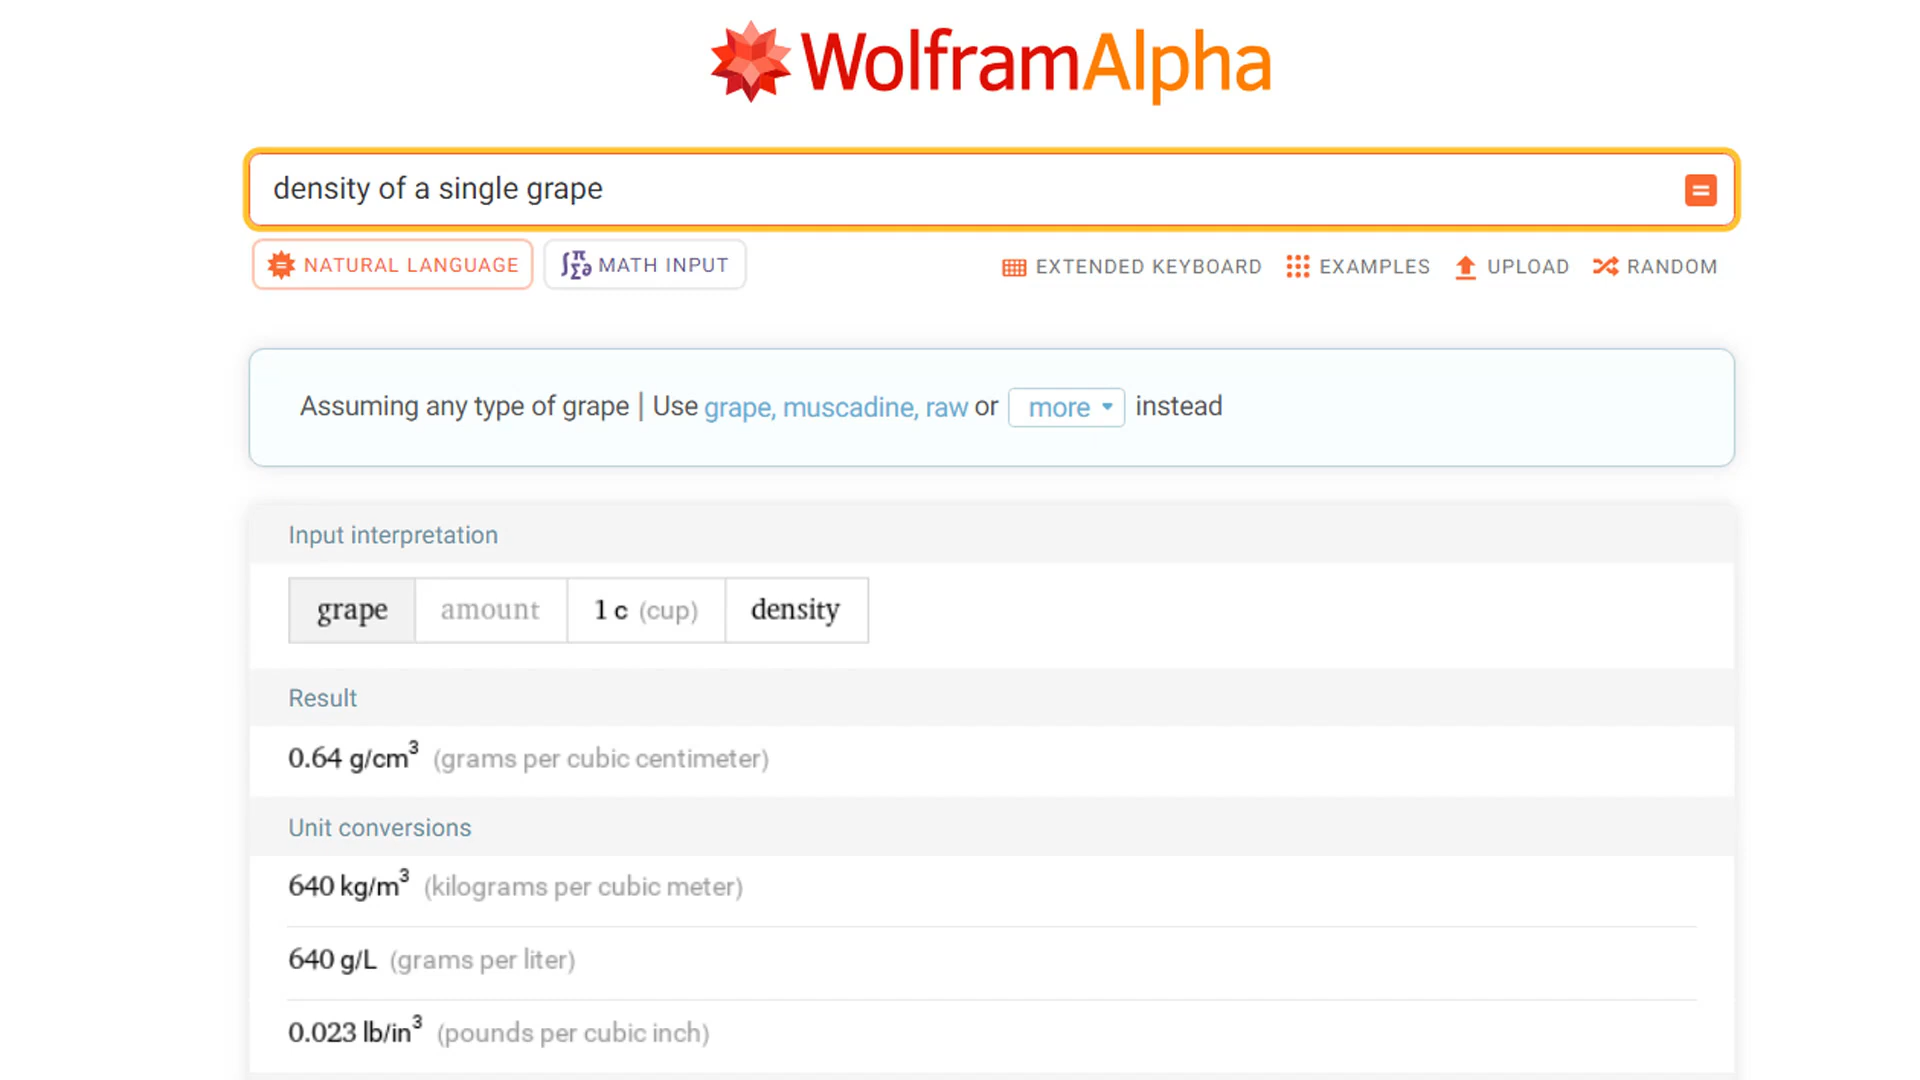 WolframAlpha
density of a single grape
NATURAL LANGUAGE MATH INPUT EXTENDED KEYBOARD EXAMPLES UPLOAD RANDOM
Assuming any type of grape | Use grape, muscadine, raw or more instead
Input interpretation
grape amount 1 c (cup) density
Result
0.64 g/cm³ (grams per cubic centimeter)
Unit conversions
640 kg/m³ (kilograms per cubic meter)
640 g/L (grams per liter)
0.023 lb/in³ (pounds per cubic inch)